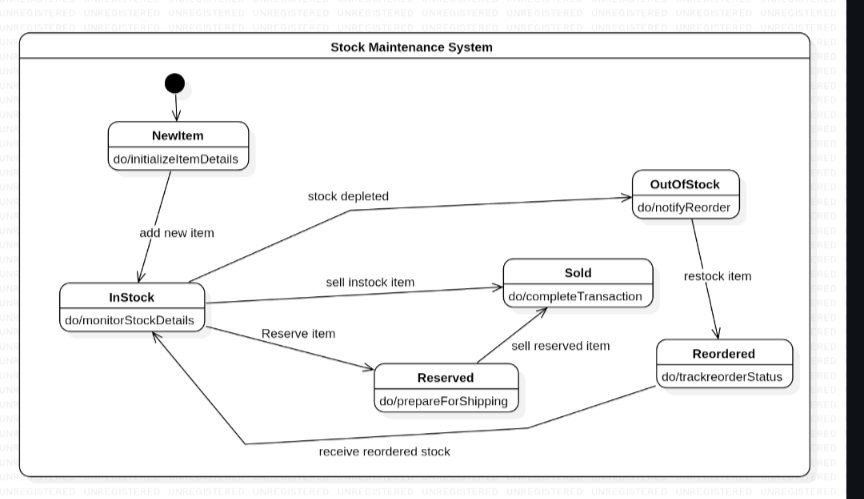 Stock Maintenance System
NewItem
do/initializeItemDetails
OutOfStock
do/notifyReorder
stock depleted
add new item
Sold
do/completeTransaction
restock item
sell instock item
InStock
do/monitorStockDetails
Reserve item
sell reserved item
Reordered
do/trackreorderStatus
Reserved
do/prepareForShipping
receive reordered stock
UNREGISTERED UNREGISTERED UNREGISTERED UNREGISTERED UNREGISTERED UNREGISTERED UNREGISTERED UNREGISTERED UNREGISTERED